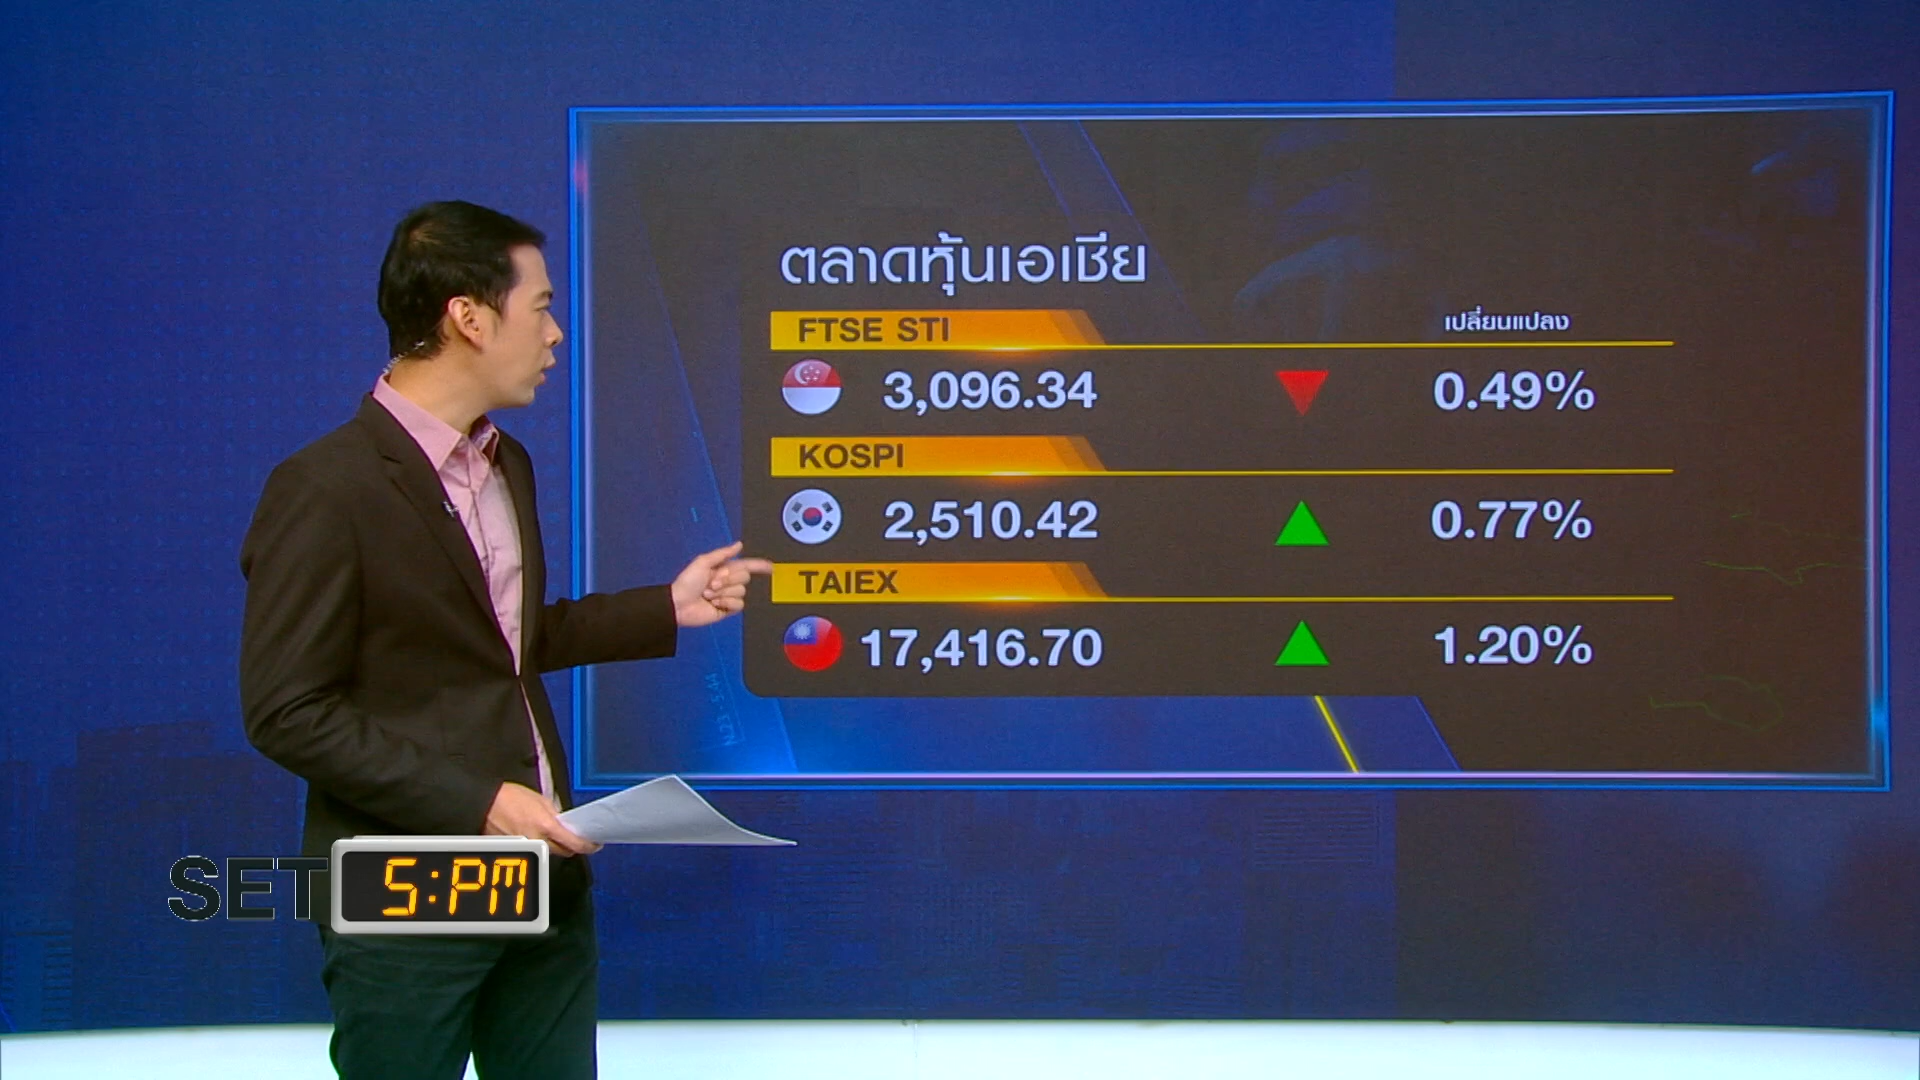 ตลาดหุ้นเอเชีย
FTSE STI
เปลี่ยนแปลง
3,096.34 ▼ 0.49%
KOSPI
2,510.42 ▲ 0.77%
TAIEX
17,416.70 ▲ 1.20%
SET 5:PM